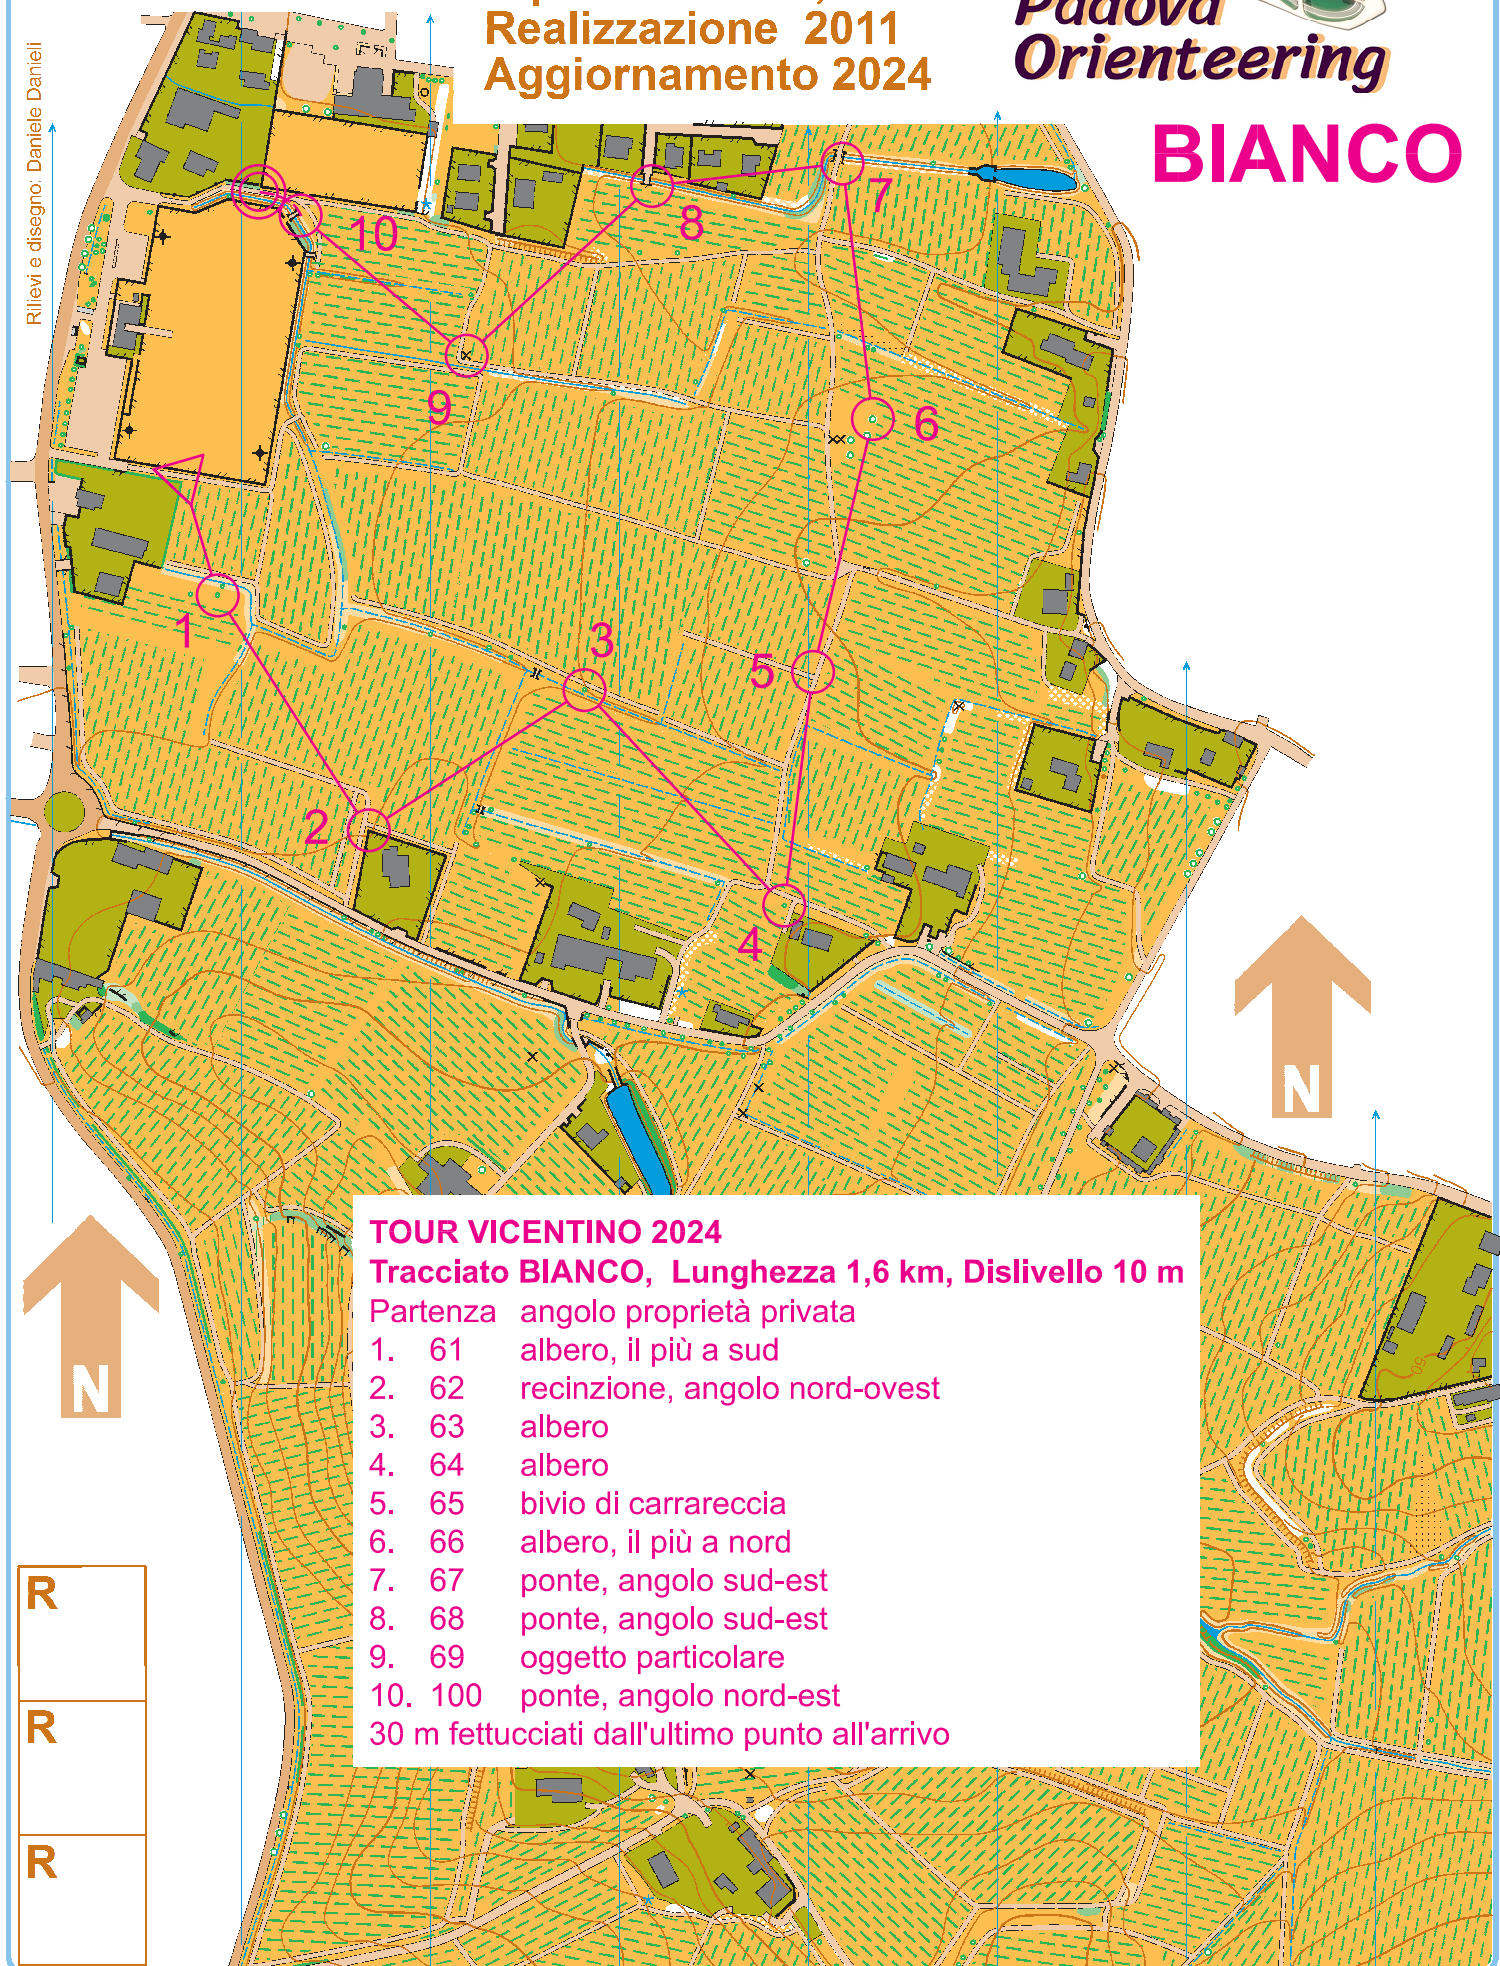 Realizzazione 2011
Aggiornamento 2024
Padova
Orienteering
BIANCO
Rilievi e disegno: Daniele Danieli
7
10
8
9
6
1
3
5
2
4
N
N
TOUR VICENTINO 2024
Tracciato BIANCO, Lunghezza 1,6 km, Dislivello 10 m
Partenza angolo proprietà privata
1. 61 albero, il più a sud
2. 62 recinzione, angolo nord-ovest
3. 63 albero
4. 64 albero
5. 65 bivio di carrareccia
6. 66 albero, il più a nord
7. 67 ponte, angolo sud-est
8. 68 ponte, angolo sud-est
9. 69 oggetto particolare
10. 100 ponte, angolo nord-est
30 m fettucciati dall'ultimo punto all'arrivo
50
R
R
R